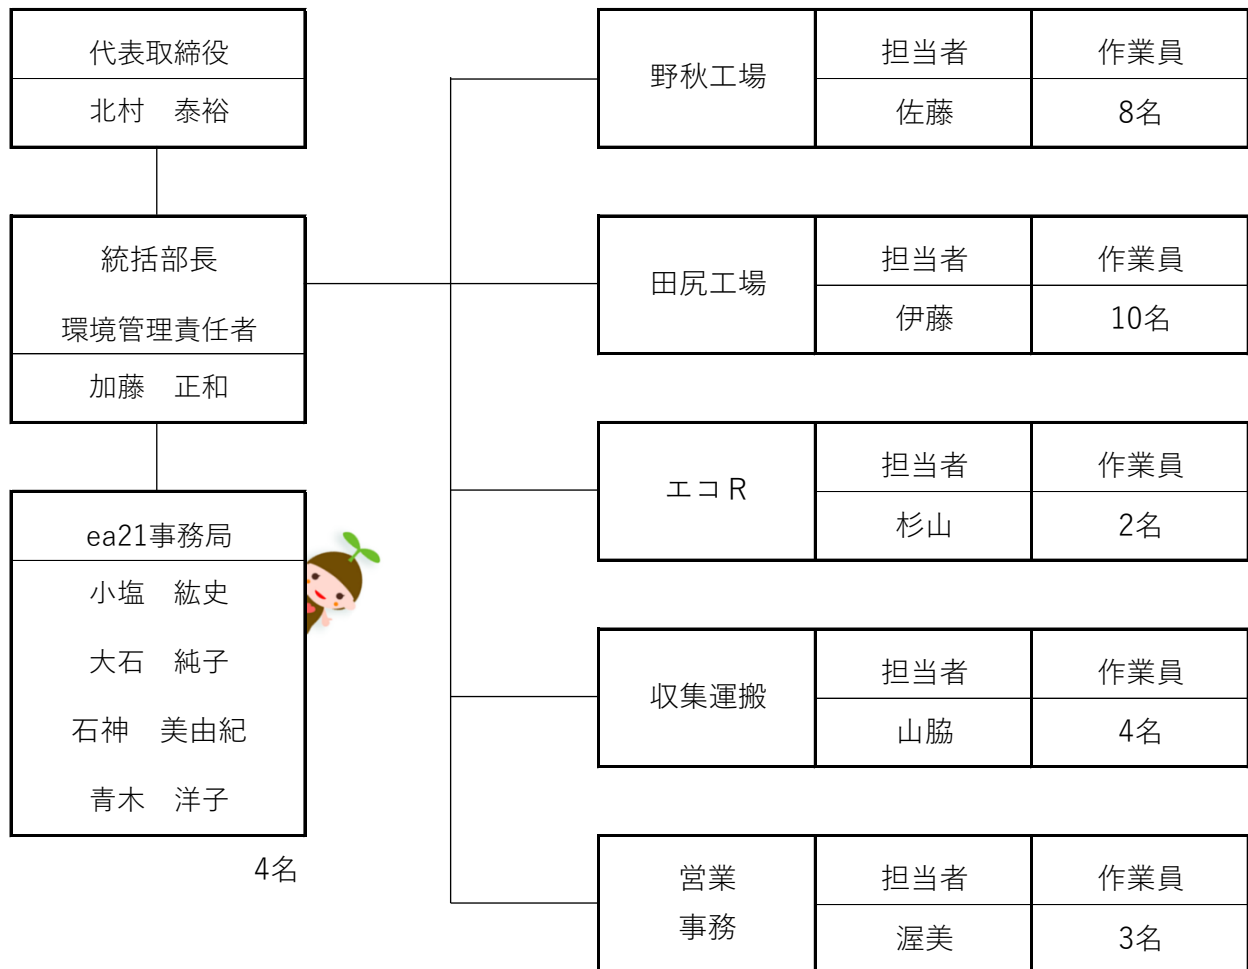 代表取締役
北村　泰裕
統括部長
環境管理責任者
加藤　正和
ea21事務局
小塩　紘史
大石　純子
石神　美由紀
青木　洋子
4名
野秋工場
担当者
作業員
佐藤
8名
田尻工場
担当者
作業員
伊藤
10名
エコR
担当者
作業員
杉山
2名
収集運搬
担当者
作業員
山脇
4名
営業
事務
担当者
作業員
渥美
3名